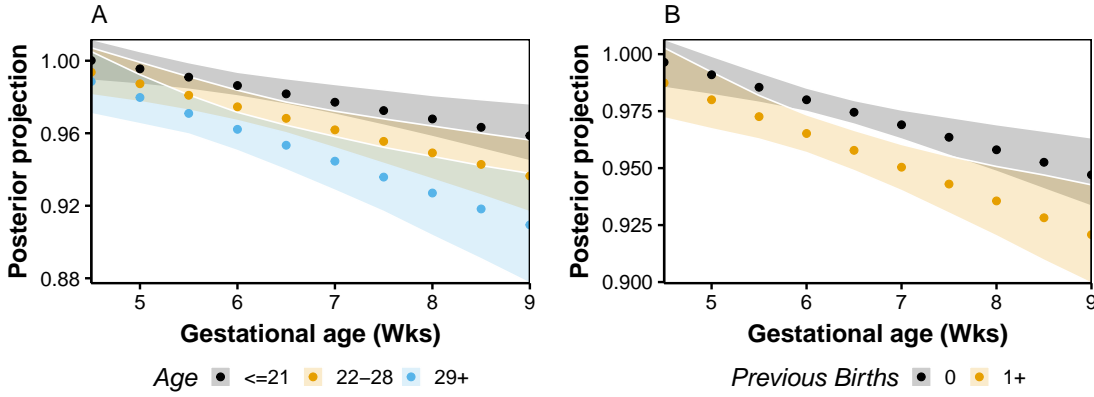 A
Posterior projection
1.00
0.96
0.92
0.88
5 6 7 8 9
Gestational age (Wks)
Age <=21 22−28 29+
B
Posterior projection
1.000
0.975
0.950
0.925
0.900
5 6 7 8 9
Gestational age (Wks)
Previous Births 0 1+